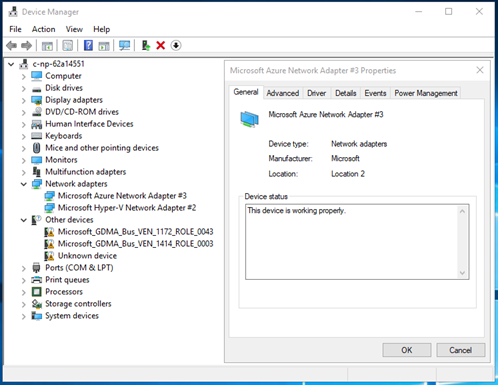 Device Manager
File Action View Help
c-np-62a14551
Computer
Disk drives
Display adapters
DVD/CD-ROM drives
Human Interface Devices
Keyboards
Mice and other pointing devices
Monitors
Multifunction adapters
Network adapters
Microsoft Azure Network Adapter #3
Microsoft Hyper-V Network Adapter #2
Other devices
Microsoft_GDMA_Bus_VEN_1172_ROLE_0043
Microsoft_GDMA_Bus_VEN_1414_ROLE_0003
Unknown device
Ports (COM & LPT)
Print queues
Processors
Storage controllers
System devices
Microsoft Azure Network Adapter #3 Properties
General Advanced Driver Details Events Power Management
Microsoft Azure Network Adapter #3
Device type: Network adapters
Manufacturer: Microsoft
Location: Location 2
Device status
This device is working properly.
OK Cancel